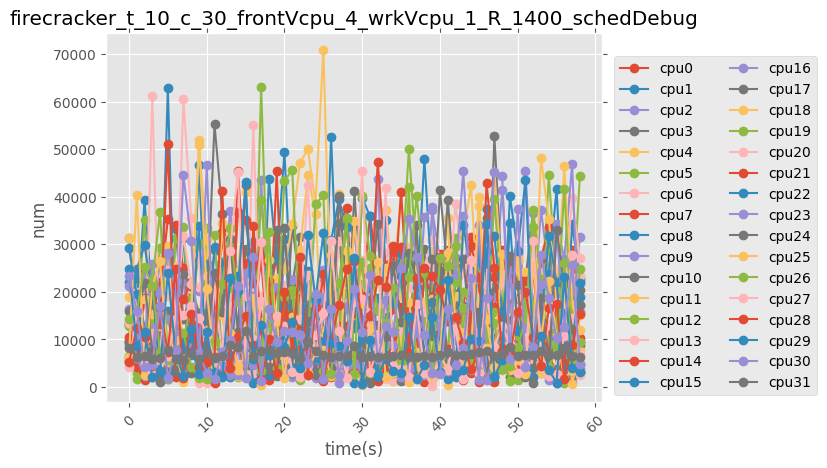 firecracker_t_10_c_30_frontVcpu_4_wrkVcpu_1_R_1400_schedDebug
70000
60000
50000
40000
30000
20000
10000
0
num
0
10
20
30
40
50
60
time(s)
cpu0
cpu1
cpu2
cpu3
cpu4
cpu5
cpu6
cpu7
cpu8
cpu9
cpu10
cpu11
cpu12
cpu13
cpu14
cpu15
cpu16
cpu17
cpu18
cpu19
cpu20
cpu21
cpu22
cpu23
cpu24
cpu25
cpu26
cpu27
cpu28
cpu29
cpu30
cpu31